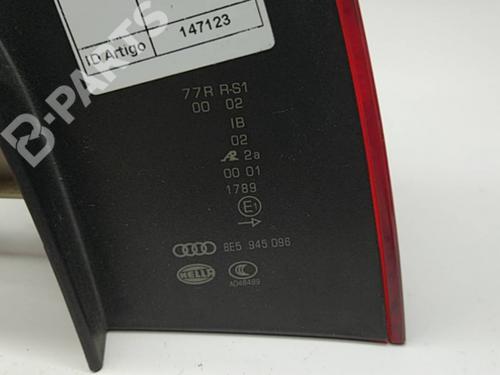 ID Artigo 147123
B-PARTS
77R R-S1
00 02
IB
02
AR 2a
00 01
1789
E1
8E5 945 096
HELLA
A046499